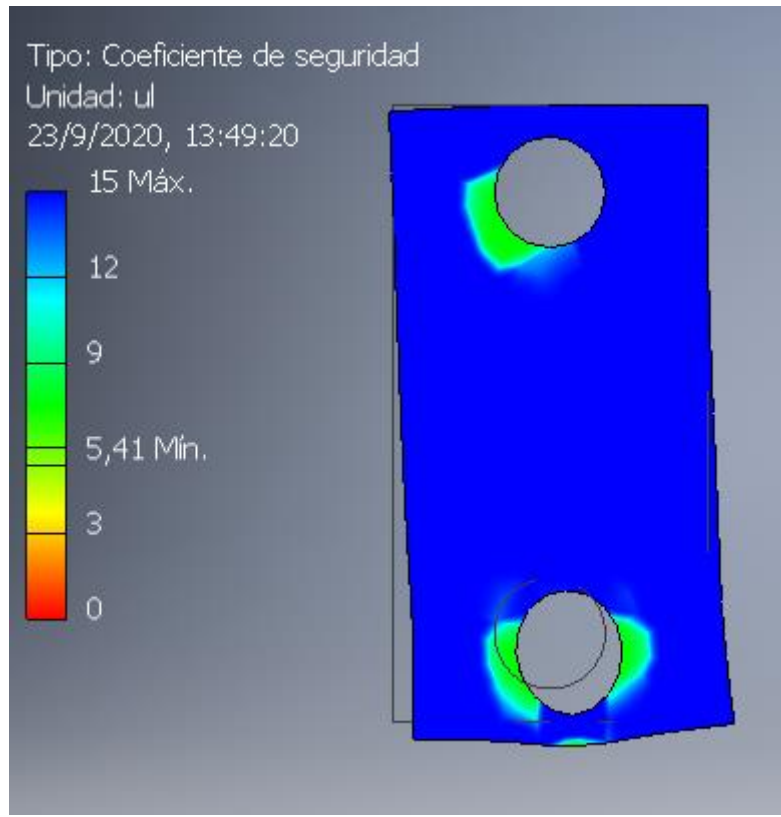 Tipo: Coeficiente de seguridad
Unidad: ul
23/9/2020, 13:49:20
15 Máx.
12
9
5,41 Mín.
3
0